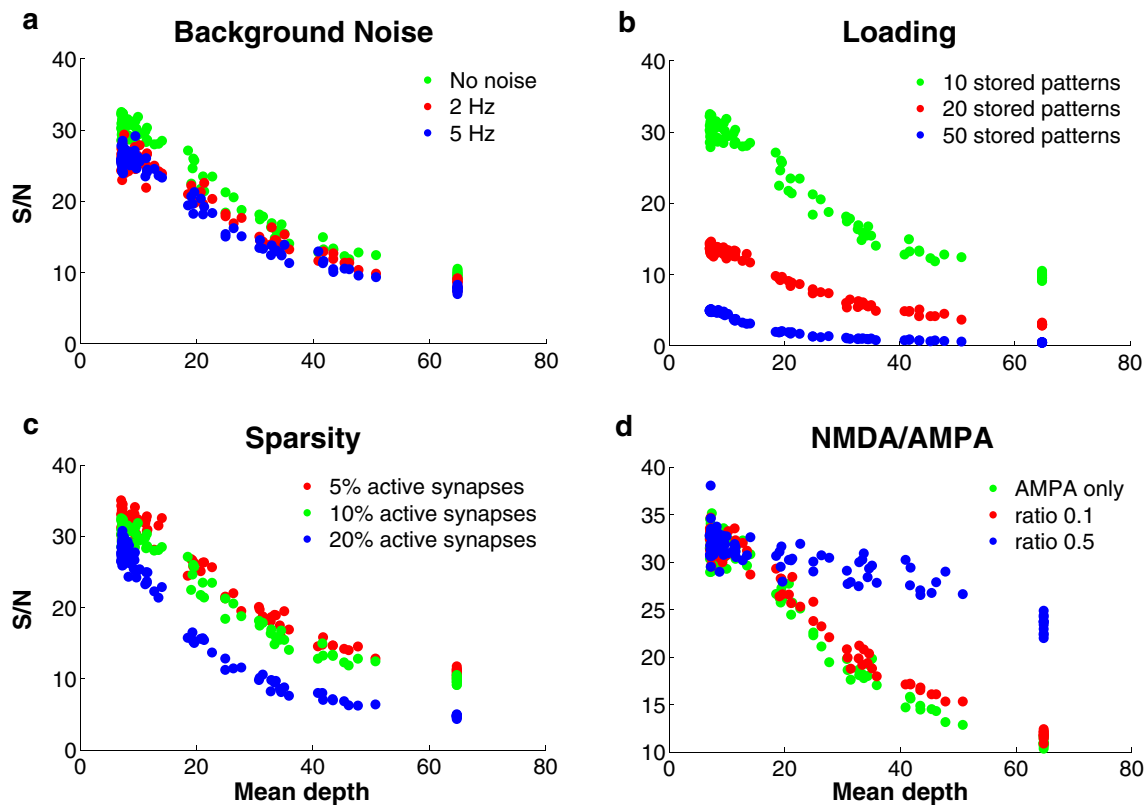 a
Background Noise
40
30
20
10
0
S/N
No noise
2 Hz
5 Hz
0 20 40 60 80
b
Loading
40
30
20
10
0
10 stored patterns
20 stored patterns
50 stored patterns
0 20 40 60 80
c
Sparsity
40
30
20
10
0
S/N
5% active synapses
10% active synapses
20% active synapses
0 20 40 60 80
Mean depth
d
NMDA/AMPA
40
35
30
25
20
15
10
AMPA only
ratio 0.1
ratio 0.5
0 20 40 60 80
Mean depth